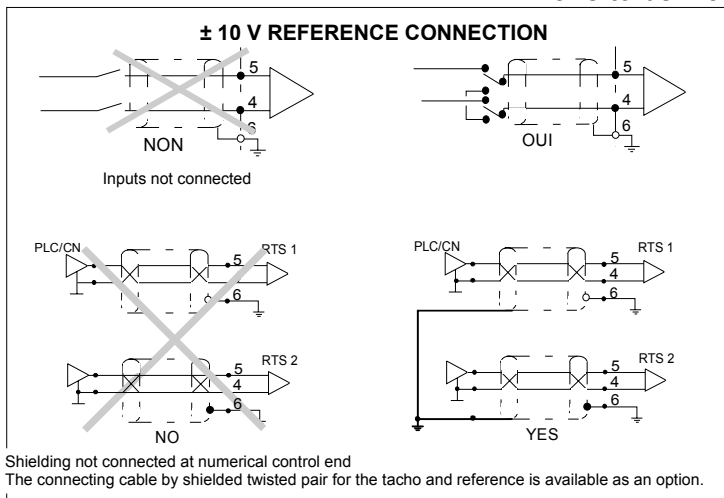 ± 10 V REFERENCE CONNECTION
5
4
6
NON
Inputs not connected
5
4
6
OUI
PLC/CN
RTS 1
5
4
6
RTS 2
5
4
6
NO
PLC/CN
RTS 1
5
4
6
RTS 2
5
4
6
YES
Shielding not connected at numerical control end
The connecting cable by shielded twisted pair for the tacho and reference is available as an option.